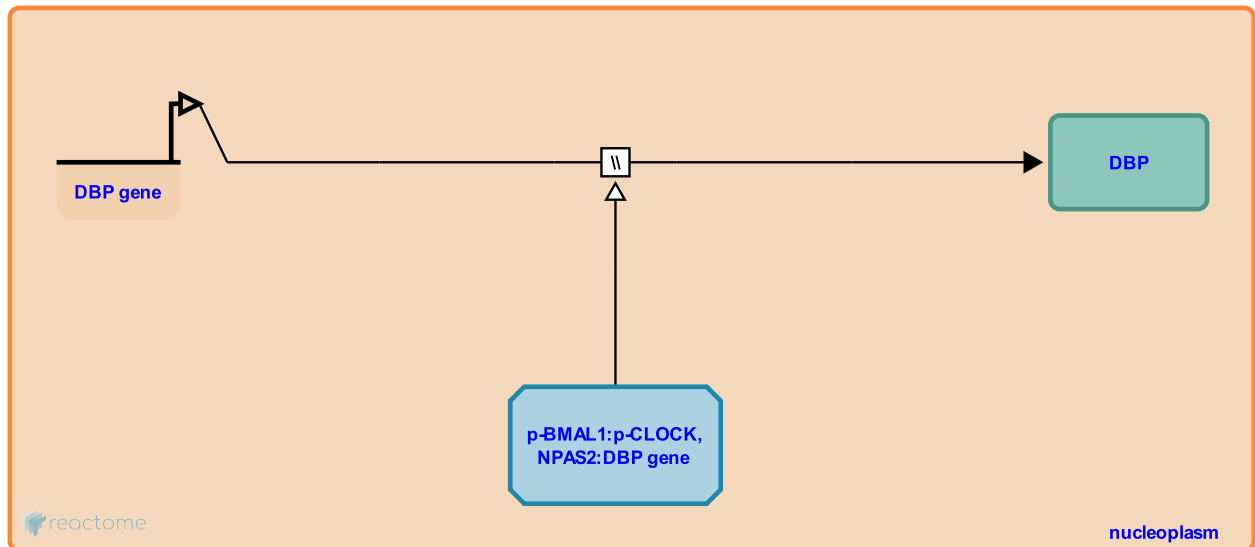 DBP gene
\\
DBP
p-BMAL1:p-CLOCK,
NPAS2:DBP gene
reactome
nucleoplasm